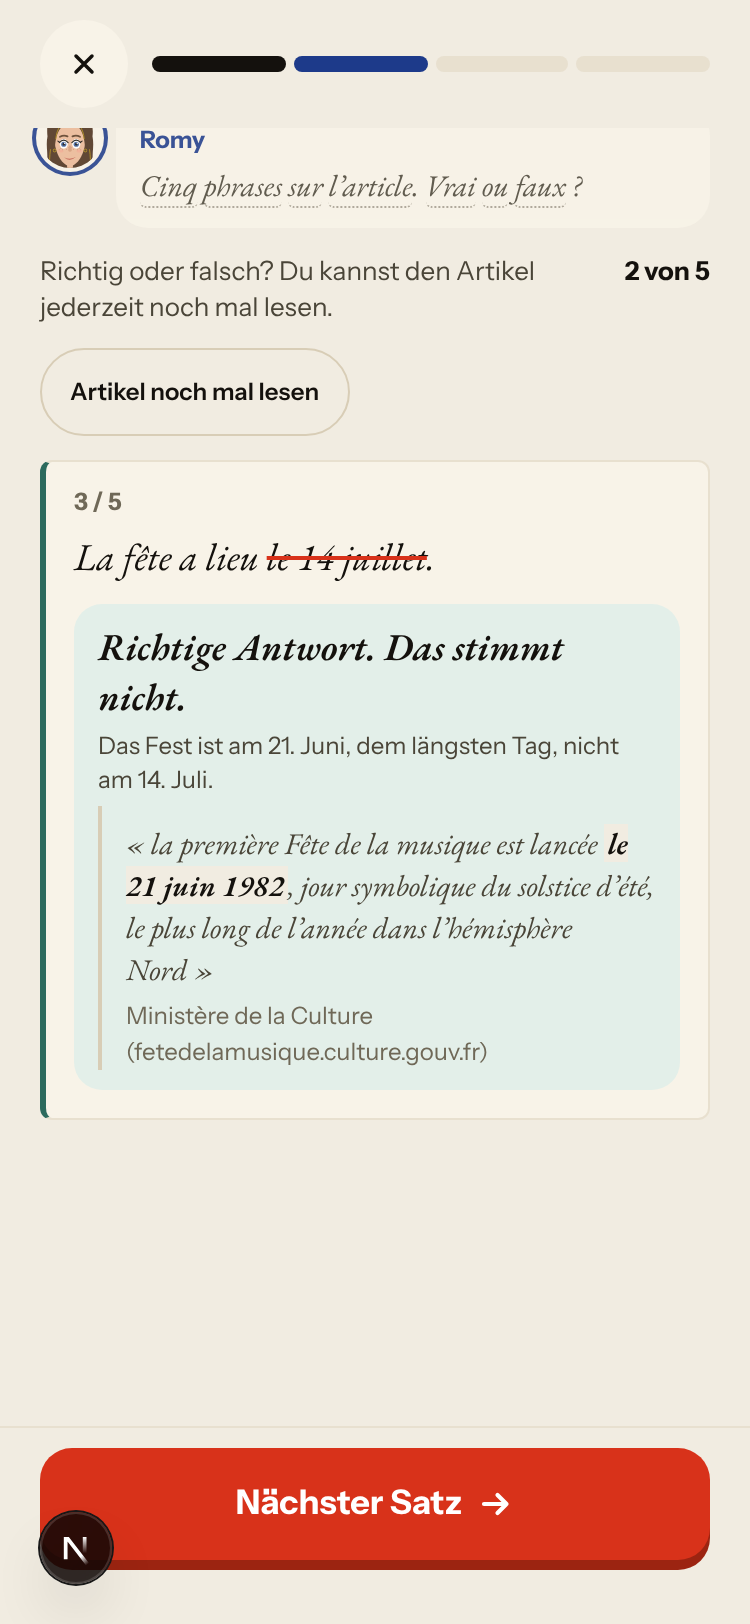 Romy
Cinq phrases sur l’article. Vrai ou faux ?
Richtig oder falsch? Du kannst den Artikel
jederzeit noch mal lesen.
2 von 5
Artikel noch mal lesen
3 / 5
La fête a lieu le 14 juillet.
Richtige Antwort. Das stimmt
nicht.
Das Fest ist am 21. Juni, dem längsten Tag, nicht
am 14. Juli.
« la première Fête de la musique est lancée le
21 juin 1982, jour symbolique du solstice d’été,
le plus long de l’année dans l’hémisphère
Nord »
Ministère de la Culture
(fetedelamusique.culture.gouv.fr)
Nächster Satz →
N